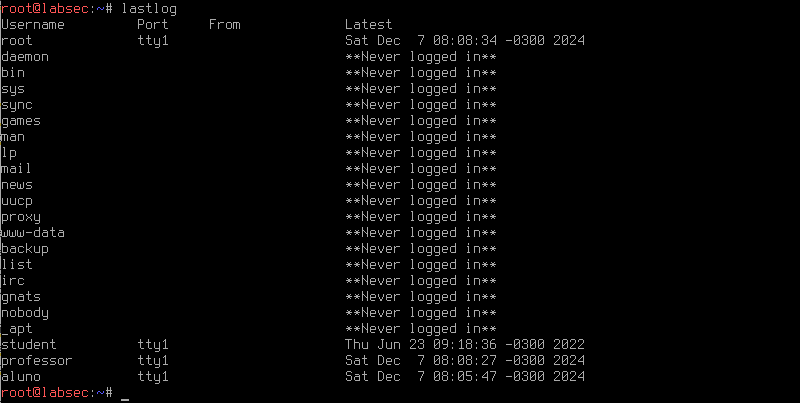 root@labsec:~# lastlog
Username         Port     From             Latest
root             tty1                      Sat Dec  7 08:08:34 -0300 2024
daemon                                     **Never logged in**
bin                                        **Never logged in**
sys                                        **Never logged in**
sync                                       **Never logged in**
games                                      **Never logged in**
man                                        **Never logged in**
lp                                         **Never logged in**
mail                                       **Never logged in**
news                                       **Never logged in**
uucp                                       **Never logged in**
proxy                                      **Never logged in**
www-data                                   **Never logged in**
backup                                     **Never logged in**
list                                       **Never logged in**
irc                                        **Never logged in**
gnats                                      **Never logged in**
nobody                                     **Never logged in**
_apt                                       **Never logged in**
student          tty1                      Thu Jun 23 09:18:36 -0300 2022
professor        tty1                      Sat Dec  7 08:08:27 -0300 2024
aluno            tty1                      Sat Dec  7 08:05:47 -0300 2024
root@labsec:~# _